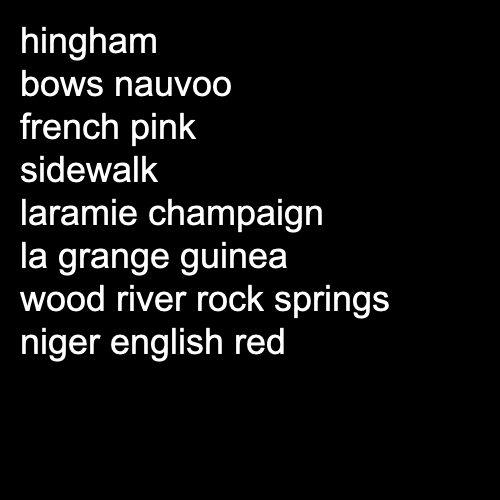 hingham
bows nauvoo
french pink
sidewalk
laramie champaign
la grange guinea
wood river rock springs
niger english red